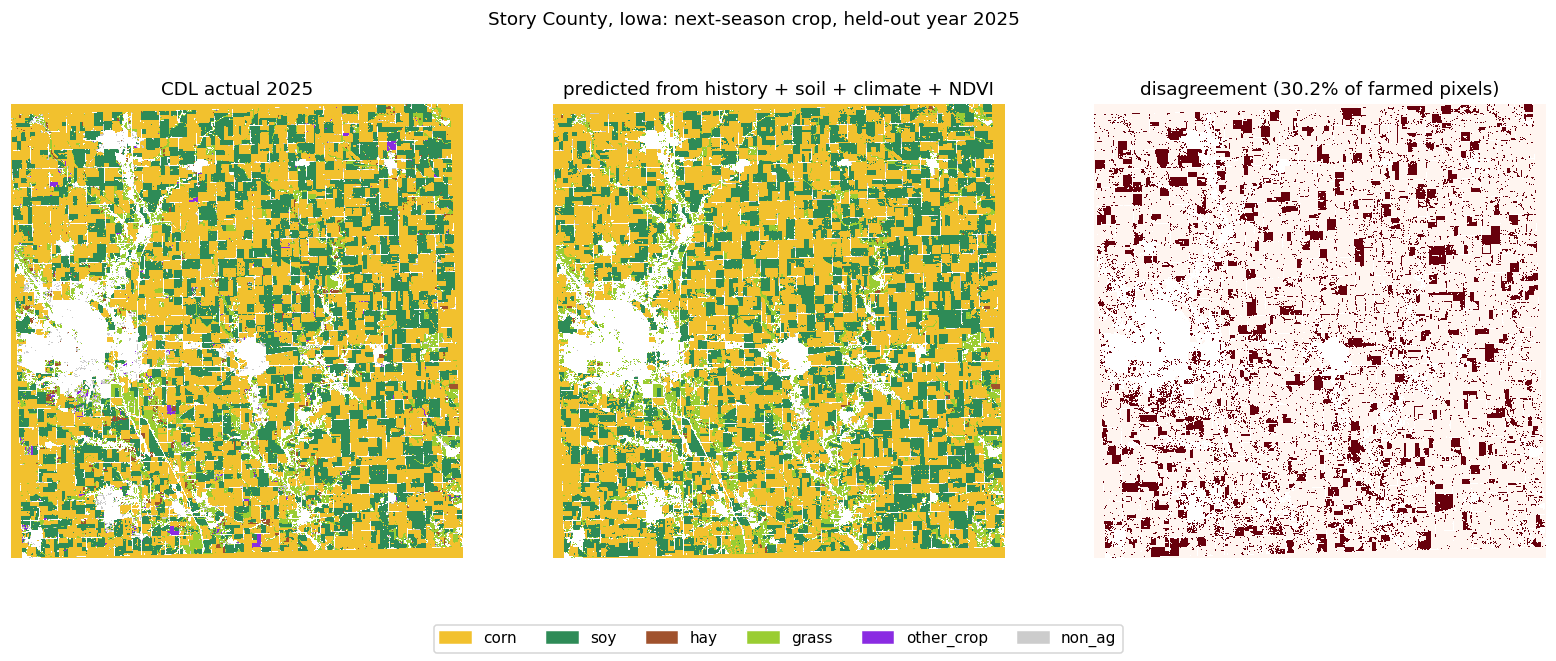 Story County, Iowa: next-season crop, held-out year 2025
CDL actual 2025
predicted from history + soil + climate + NDVI
disagreement (30.2% of farmed pixels)
corn
soy
hay
grass
other_crop
non_ag